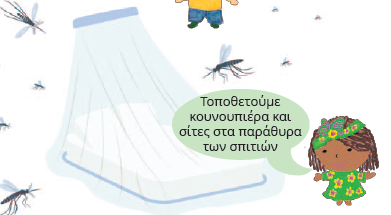 Τοποθετούμε
κουνουπιέρα και
σίτες στα παράθυρα
των σπιτιών